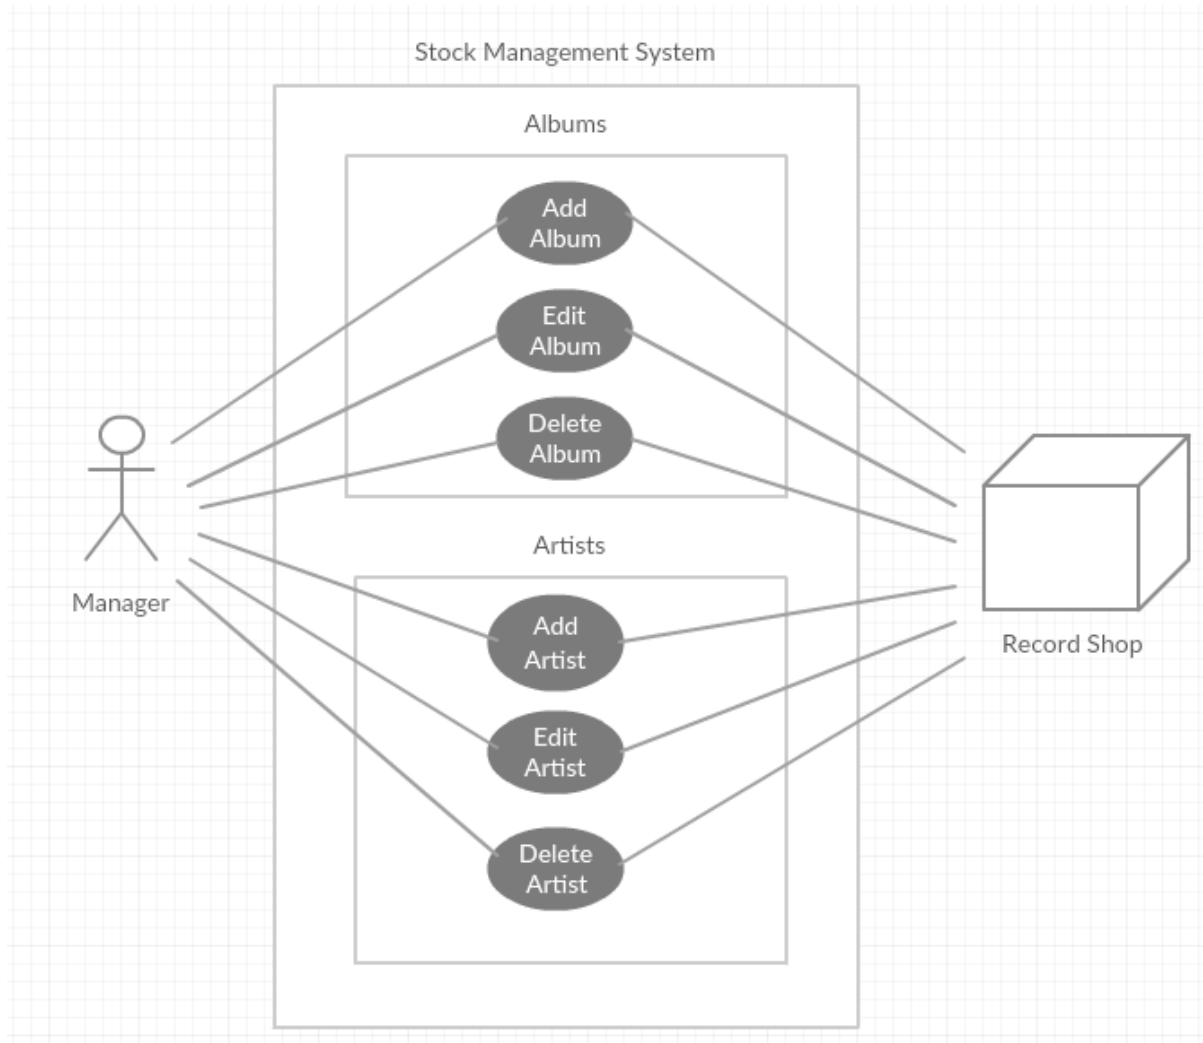 Stock Management System
Albums
Add
Album
Edit
Album
Delete
Album
Manager
Artists
Add
Artist
Edit
Artist
Delete
Artist
Record Shop